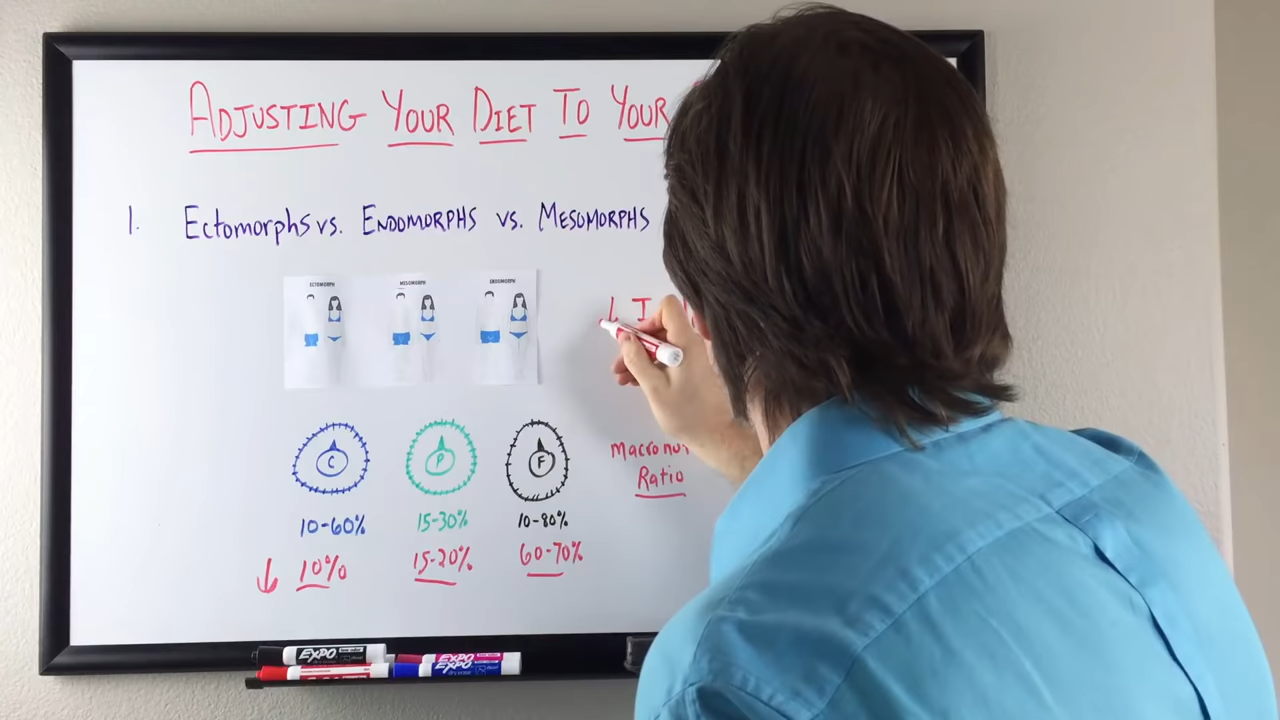 ADJUSTING YOUR DIET TO YOUR
1. Ectomorphs vs. ENDOMORPHS vs. MESOMORPHS
ECTOMORPH MESOMORPH ENDOMORPH
C P F
Ratio
10-60% 15-30% 10-80%
↓ 10% 15-20% 60-70%
EXPO
EXPO
EXPO